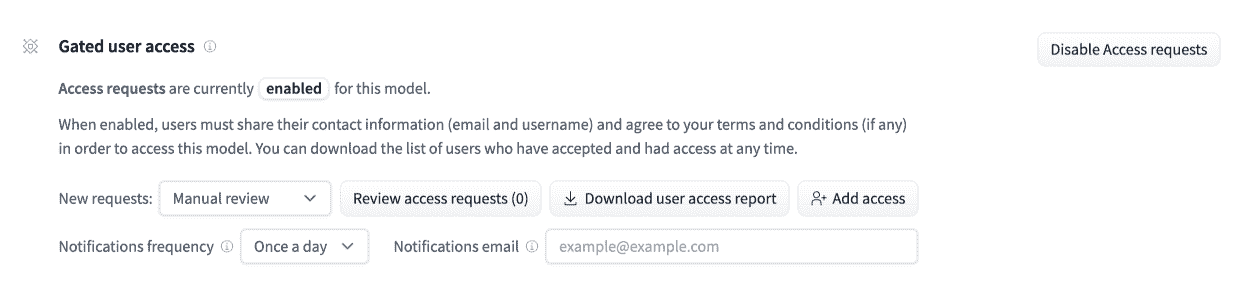 Gated user access
Disable Access requests
Access requests are currently enabled for this model.
When enabled, users must share their contact information (email and username) and agree to your terms and conditions (if any)
in order to access this model. You can download the list of users who have accepted and had access at any time.
New requests: Manual review Review access requests (0) Download user access report Add access
Notifications frequency Once a day Notifications email example@example.com